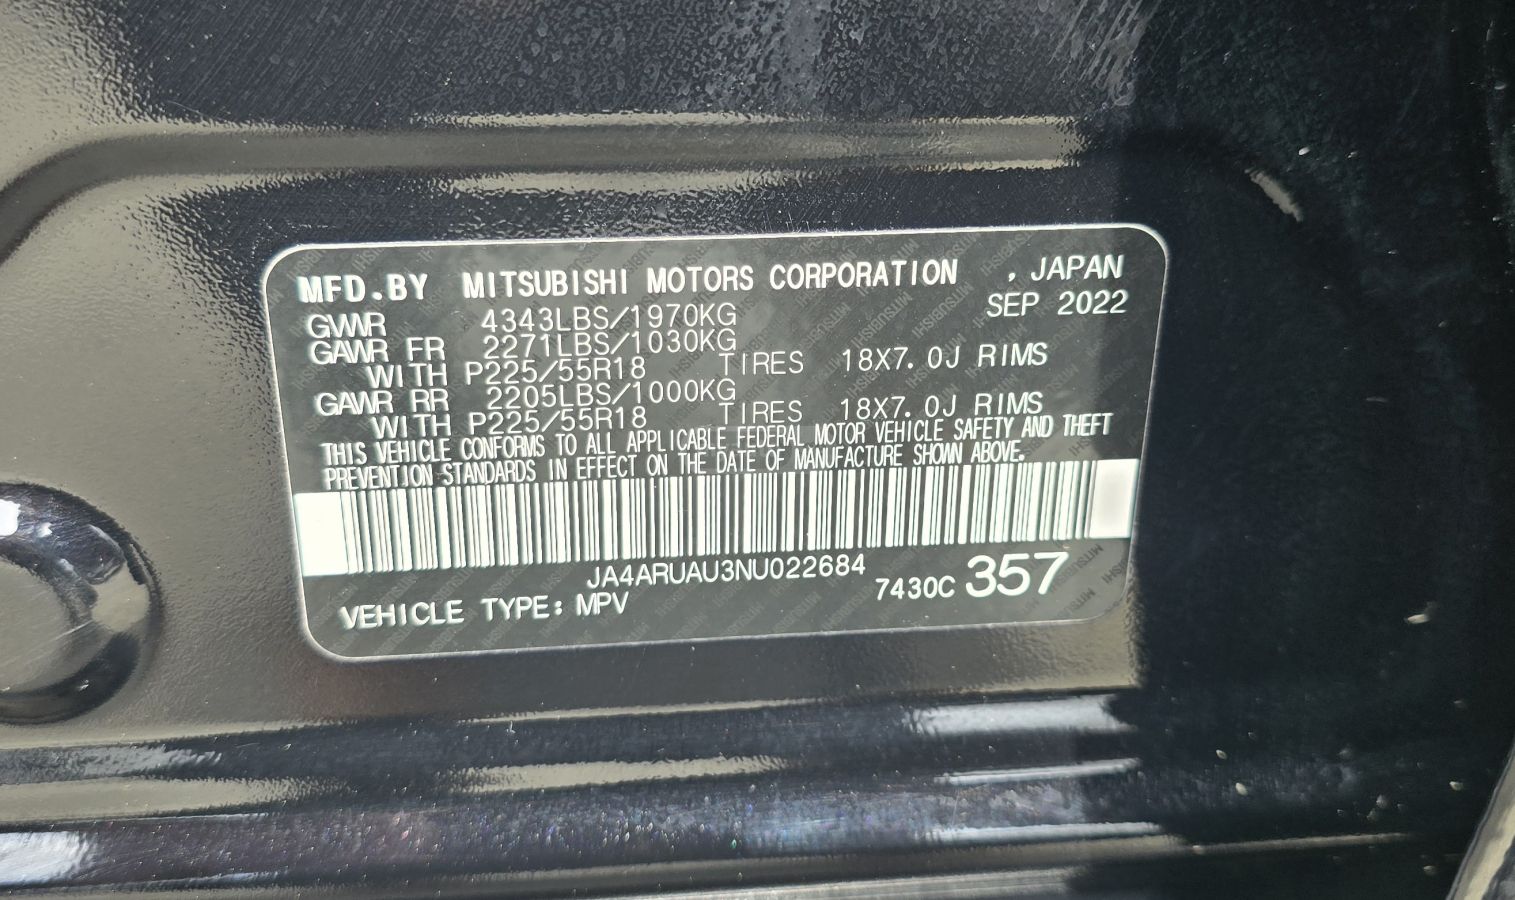 MFD.BY MITSUBISHI MOTORS CORPORATION , JAPAN
SEP 2022
GVWR 4343LBS/1970KG
GAWR FR 2271LBS/1030KG
WITH P225/55R18 TIRES 18X7.0J RIMS
GAWR RR 2205LBS/1000KG
WITH P225/55R18 TIRES 18X7.0J RIMS
THIS VEHICLE CONFORMS TO ALL APPLICABLE FEDERAL MOTOR VEHICLE SAFETY AND THEFT
PREVENTION STANDARDS IN EFFECT ON THE DATE OF MANUFACTURE SHOWN ABOVE.
JA4ARUAU3NU022684
7430C 357
VEHICLE TYPE: MPV